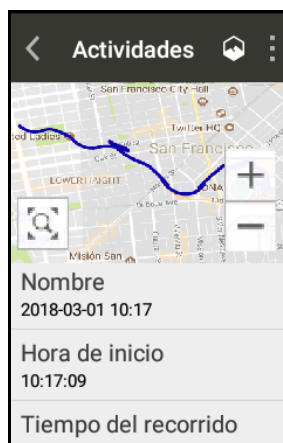 Actividades
San Francisco City Hall
Twitter HQ
San Franc
LOWER HAIGHT
Misión San
Nombre
2018-03-01 10:17
Hora de inicio
10:17:09
Tiempo del recorrido